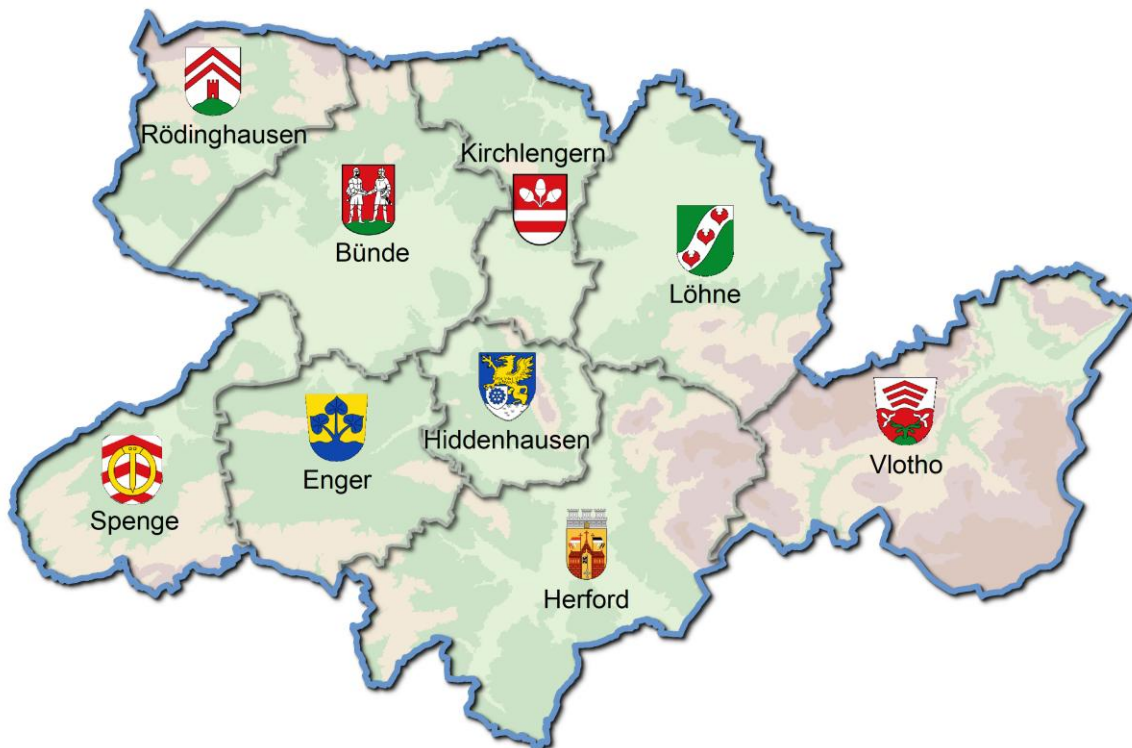 Rödinghausen
Kirchlengern
Bünde
Löhne
Hiddenhausen
Enger
Vlotho
Spenge
Herford